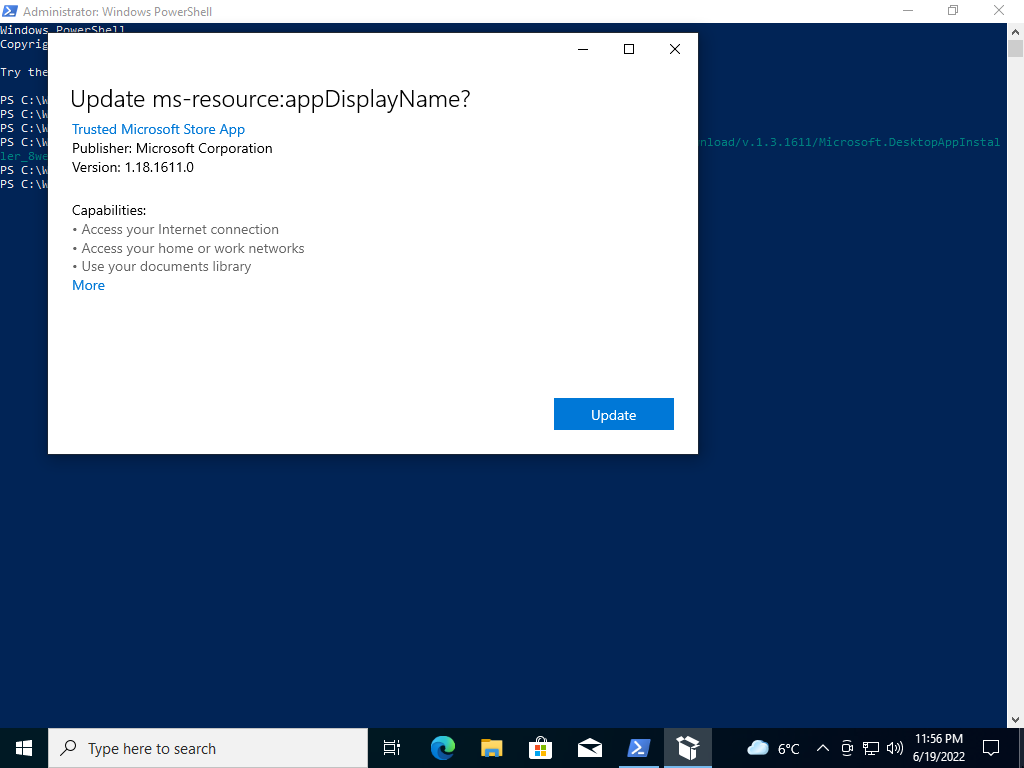 Administrator: Windows PowerShell
Windows PowerShell
Copyrig
Try the
PS C:\W
PS C:\W
PS C:\W
PS C:\W nload/v.1.3.1611/Microsoft.DesktopAppInstal
ler_8we
PS C:\W
PS C:\W
Update ms-resource:appDisplayName?
Trusted Microsoft Store App
Publisher: Microsoft Corporation
Version: 1.18.1611.0
Capabilities:
• Access your Internet connection
• Access your home or work networks
• Use your documents library
More
Update
Type here to search
6°C
11:56 PM
6/19/2022